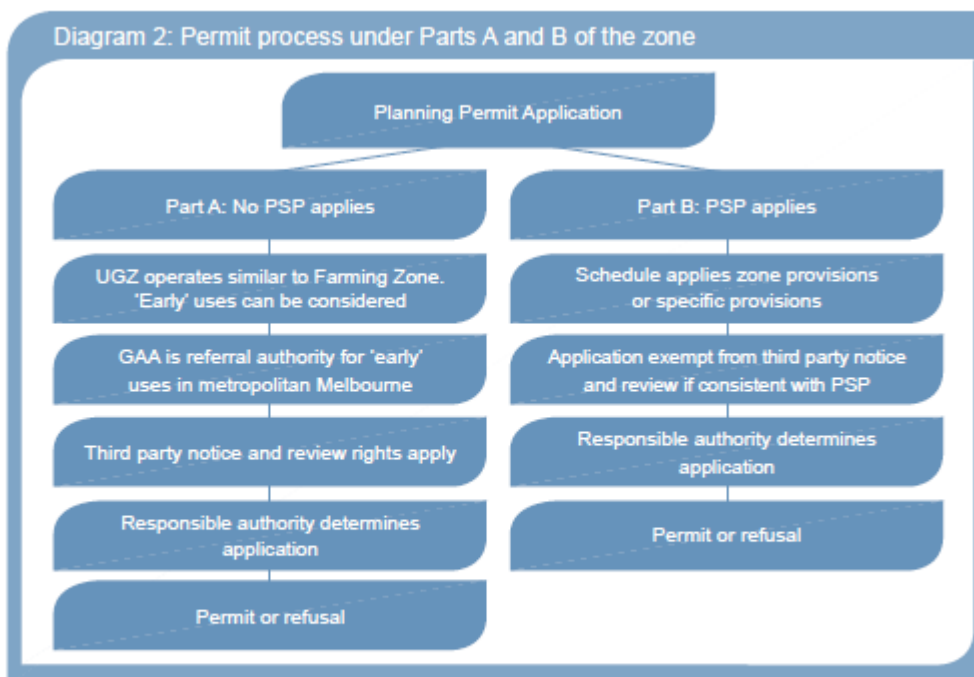 Diagram 2: Permit process under Parts A and B of the zone
Planning Permit Application
Part A: No PSP applies
UGZ operates similar to Farming Zone.
'Early' uses can be considered
GAA is referral authority for 'early'
uses in metropolitan Melbourne
Third party notice and review rights apply
Responsible authority determines
application
Permit or refusal
Part B: PSP applies
Schedule applies zone provisions
or specific provisions
Application exempt from third party notice
and review if consistent with PSP
Responsible authority determines
application
Permit or refusal